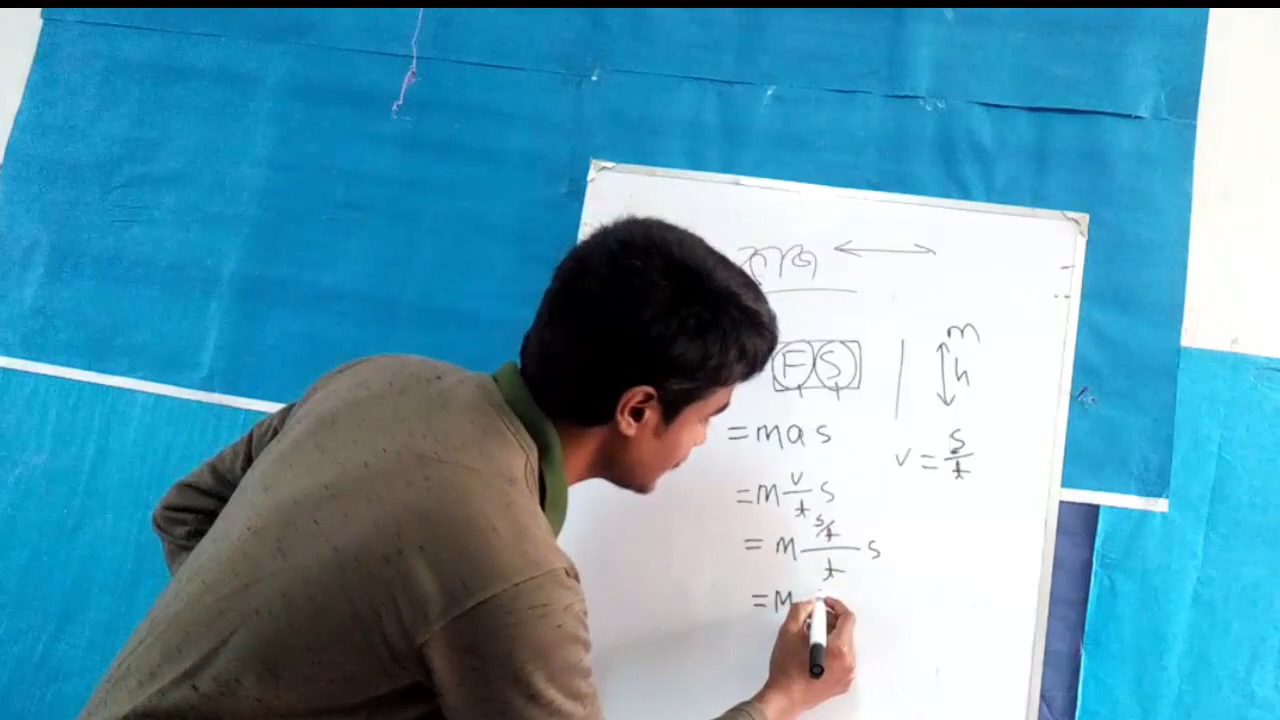 কাজ
FS
m
h
= mas
v = s/t
= m v/t s
= m (s/t)/t s
= m